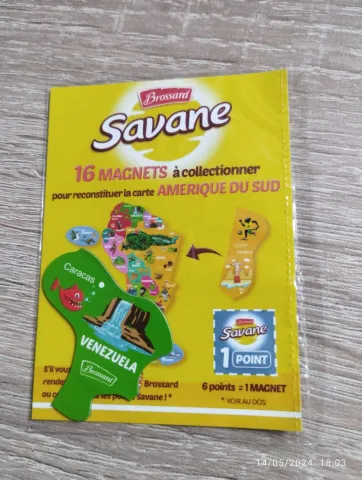 Brossard
Savane
16 MAGNETS à collectionner
pour reconstituer la carte AMERIQUE DU SUD
Caracas
VENEZUELA
Brossard
Savane
1 POINT
S'il vous
Brossard
ou
Savane ! *
6 points = 1 MAGNET
* VOIR AU DOS
14/05/2024 18:03